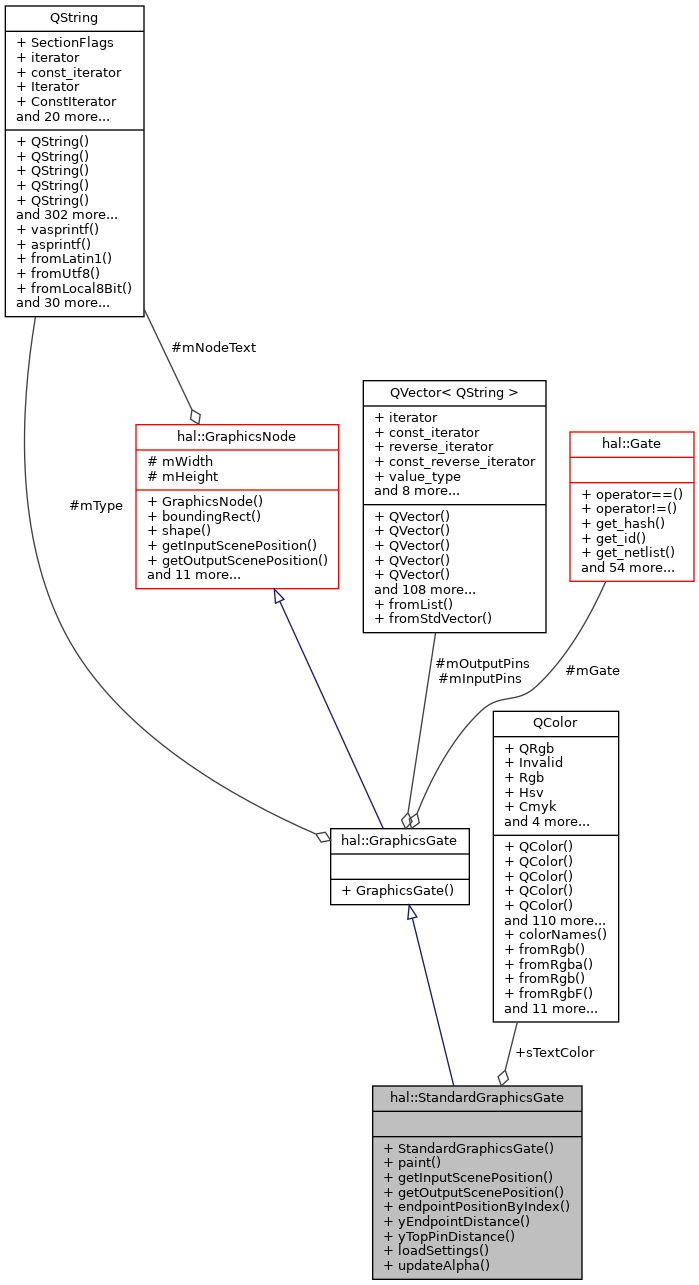 QString
+ SectionFlags
+ iterator
+ const_iterator
+ Iterator
+ ConstIterator
and 20 more...
+ QString()
+ QString()
+ QString()
+ QString()
+ QString()
and 302 more...
+ vasprintf()
+ asprintf()
+ fromLatin1()
+ fromUtf8()
+ fromLocal8Bit()
and 30 more...
#mNodeText
#mType
hal::GraphicsNode
# mWidth
# mHeight
+ GraphicsNode()
+ boundingRect()
+ shape()
+ getInputScenePosition()
+ getOutputScenePosition()
and 11 more...
QVector< QString >
+ iterator
+ const_iterator
+ reverse_iterator
+ const_reverse_iterator
+ value_type
and 8 more...
+ QVector()
+ QVector()
+ QVector()
+ QVector()
+ QVector()
and 108 more...
+ fromList()
+ fromStdVector()
hal::Gate
+ operator==()
+ operator!=()
+ get_hash()
+ get_id()
+ get_netlist()
and 54 more...
#mOutputPins
#mInputPins
#mGate
QColor
+ QRgb
+ Invalid
+ Rgb
+ Hsv
+ Cmyk
and 4 more...
+ QColor()
+ QColor()
+ QColor()
+ QColor()
+ QColor()
and 110 more...
+ colorNames()
+ fromRgb()
+ fromRgba()
+ fromRgb()
+ fromRgbF()
and 11 more...
hal::GraphicsGate
+ GraphicsGate()
+sTextColor
hal::StandardGraphicsGate
+ StandardGraphicsGate()
+ paint()
+ getInputScenePosition()
+ getOutputScenePosition()
+ endpointPositionByIndex()
+ yEndpointDistance()
+ yTopPinDistance()
+ loadSettings()
+ updateAlpha()